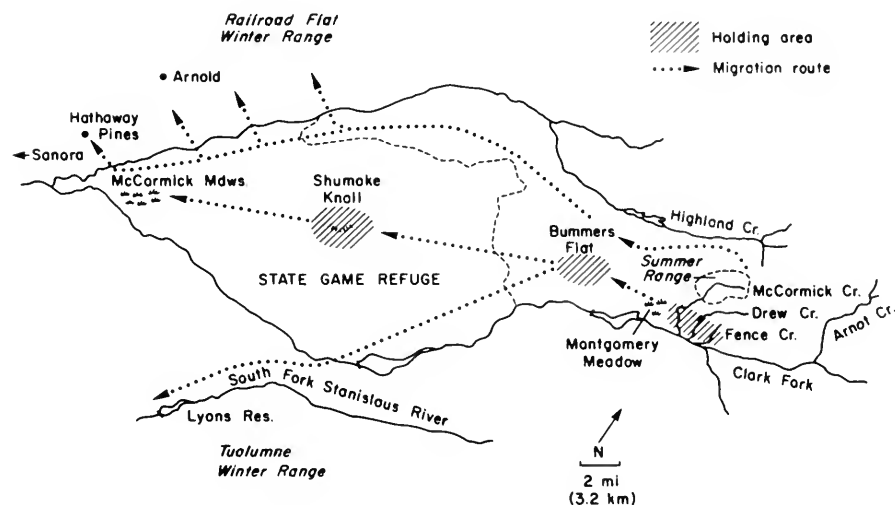 Railroad Flat
Winter Range
Holding area
Migration route
Arnold
Hathaway
Pines
Sanora
McCormick Mdws.
Shumake
Knoll
Highland Cr.
Bummers
Flat
Summer
Range
STATE GAME REFUGE
McCormick Cr.
Drew Cr.
Fence Cr.
Arnot Cr.
Montgomery
Meadow
Clark Fork
South Fork Stanislaus River
Lyons Res.
Tuolumne
Winter Range
N
2 mi
(3.2 km)